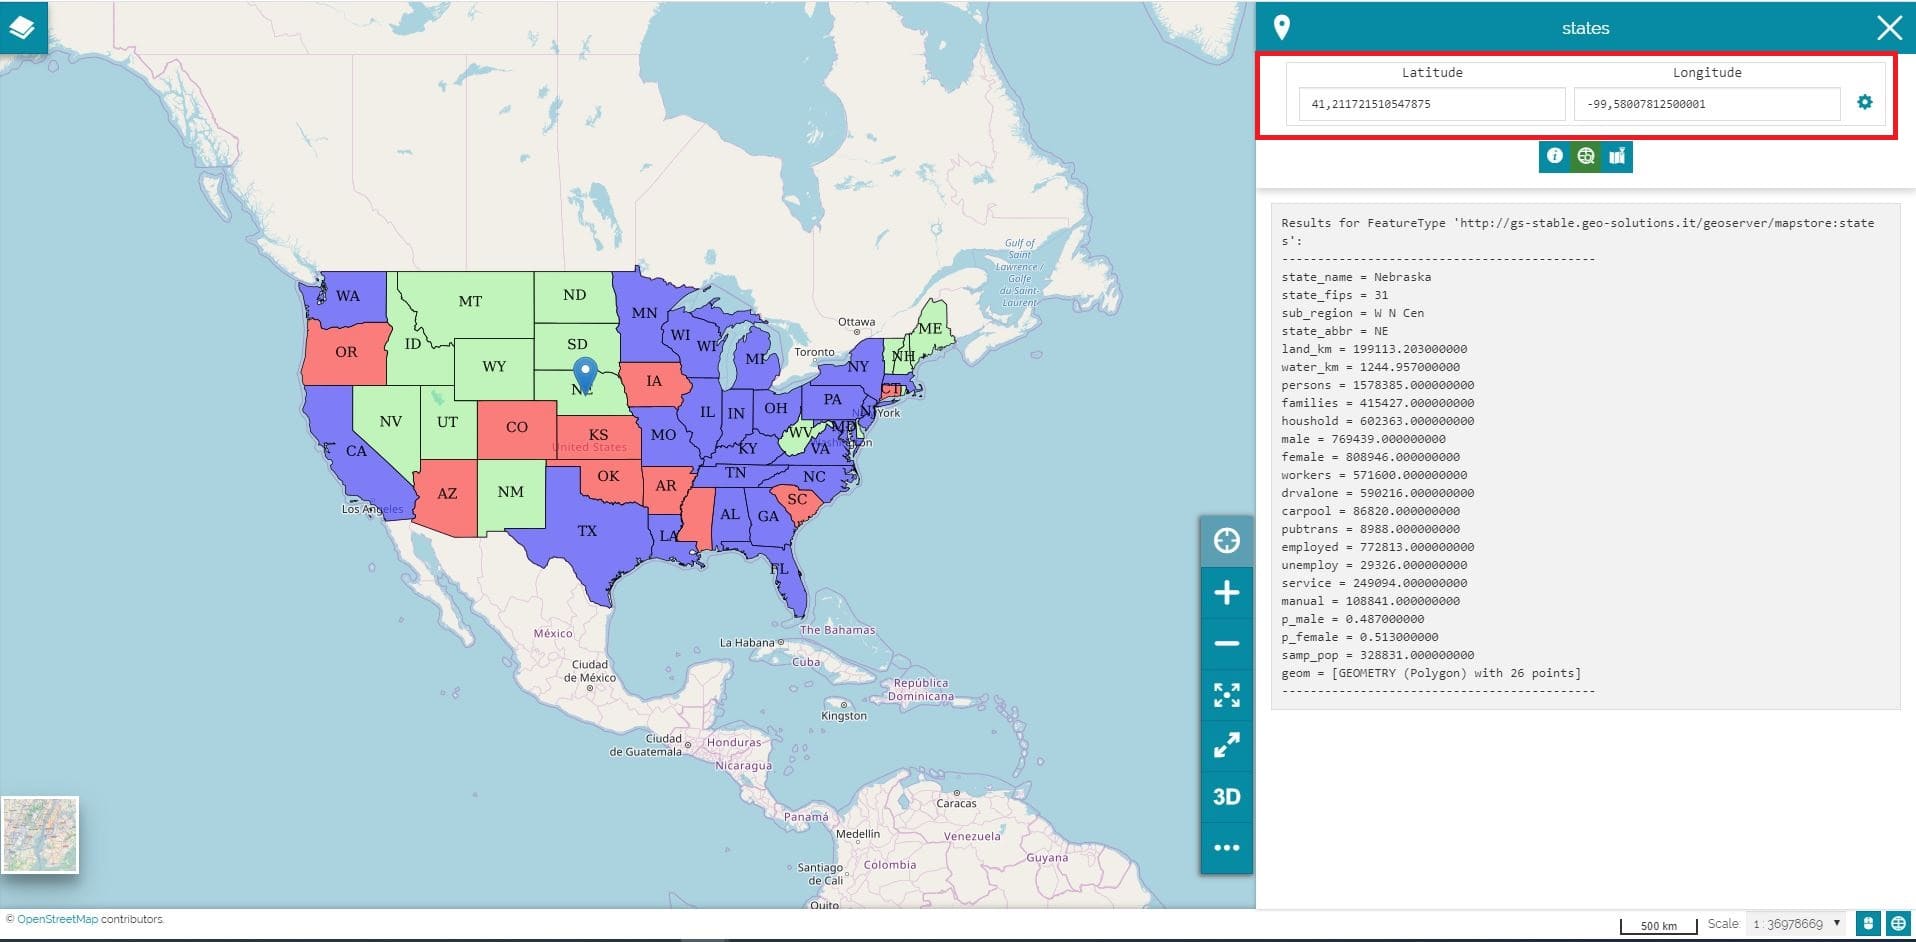 states
Latitude
Longitude
41,211721510547875
-99,58007812500001
Results for FeatureType 'http://gs-stable.geo-solutions.it/geoserver/mapstore:state
s':
--------------------------------------------
state_name = Nebraska
state_fips = 31
sub_region = W N Cen
state_abbr = NE
land_km = 199113.203000000
water_km = 1244.957000000
persons = 1578385.000000000
families = 415427.000000000
houshold = 602363.000000000
male = 769439.000000000
female = 808946.000000000
workers = 571600.000000000
drvalone = 590216.000000000
carpool = 86820.000000000
pubtrans = 8988.000000000
employed = 772813.000000000
unemploy = 29326.000000000
service = 249094.000000000
manual = 108841.000000000
p_male = 0.487000000
p_female = 0.513000000
samp_pop = 328831.000000000
geom = [GEOMETRY (Polygon) with 26 points]
--------------------------------------------
Gulf of
Saint
Lawrence /
Golfe
du Saint-
Laurent
WA
MT
ND
MN
Ottawa
ME
OR
ID
SD
WI
WI
MI
Toronto
NY
NH
WY
NE
IA
CT
NV
UT
CO
KS
United States
MO
IL
IN
OH
PA
NJ
York
WV
MD
VA
CA
KY
AZ
NM
OK
AR
TN
NC
SC
Los Angeles
TX
LA
AL
GA
FL
México
La Habana
The Bahamas
Cuba
Ciudad
de México
República
Dominicana
Kingston
Ciudad
de Guatemala
Honduras
Nicaragua
Panamá
Caracas
Medellín
Venezuela
Santiago
de Cali
Colombia
Guyana
Quito
3D
© OpenStreetMap contributors.
500 km
Scale:
1 : 36978669